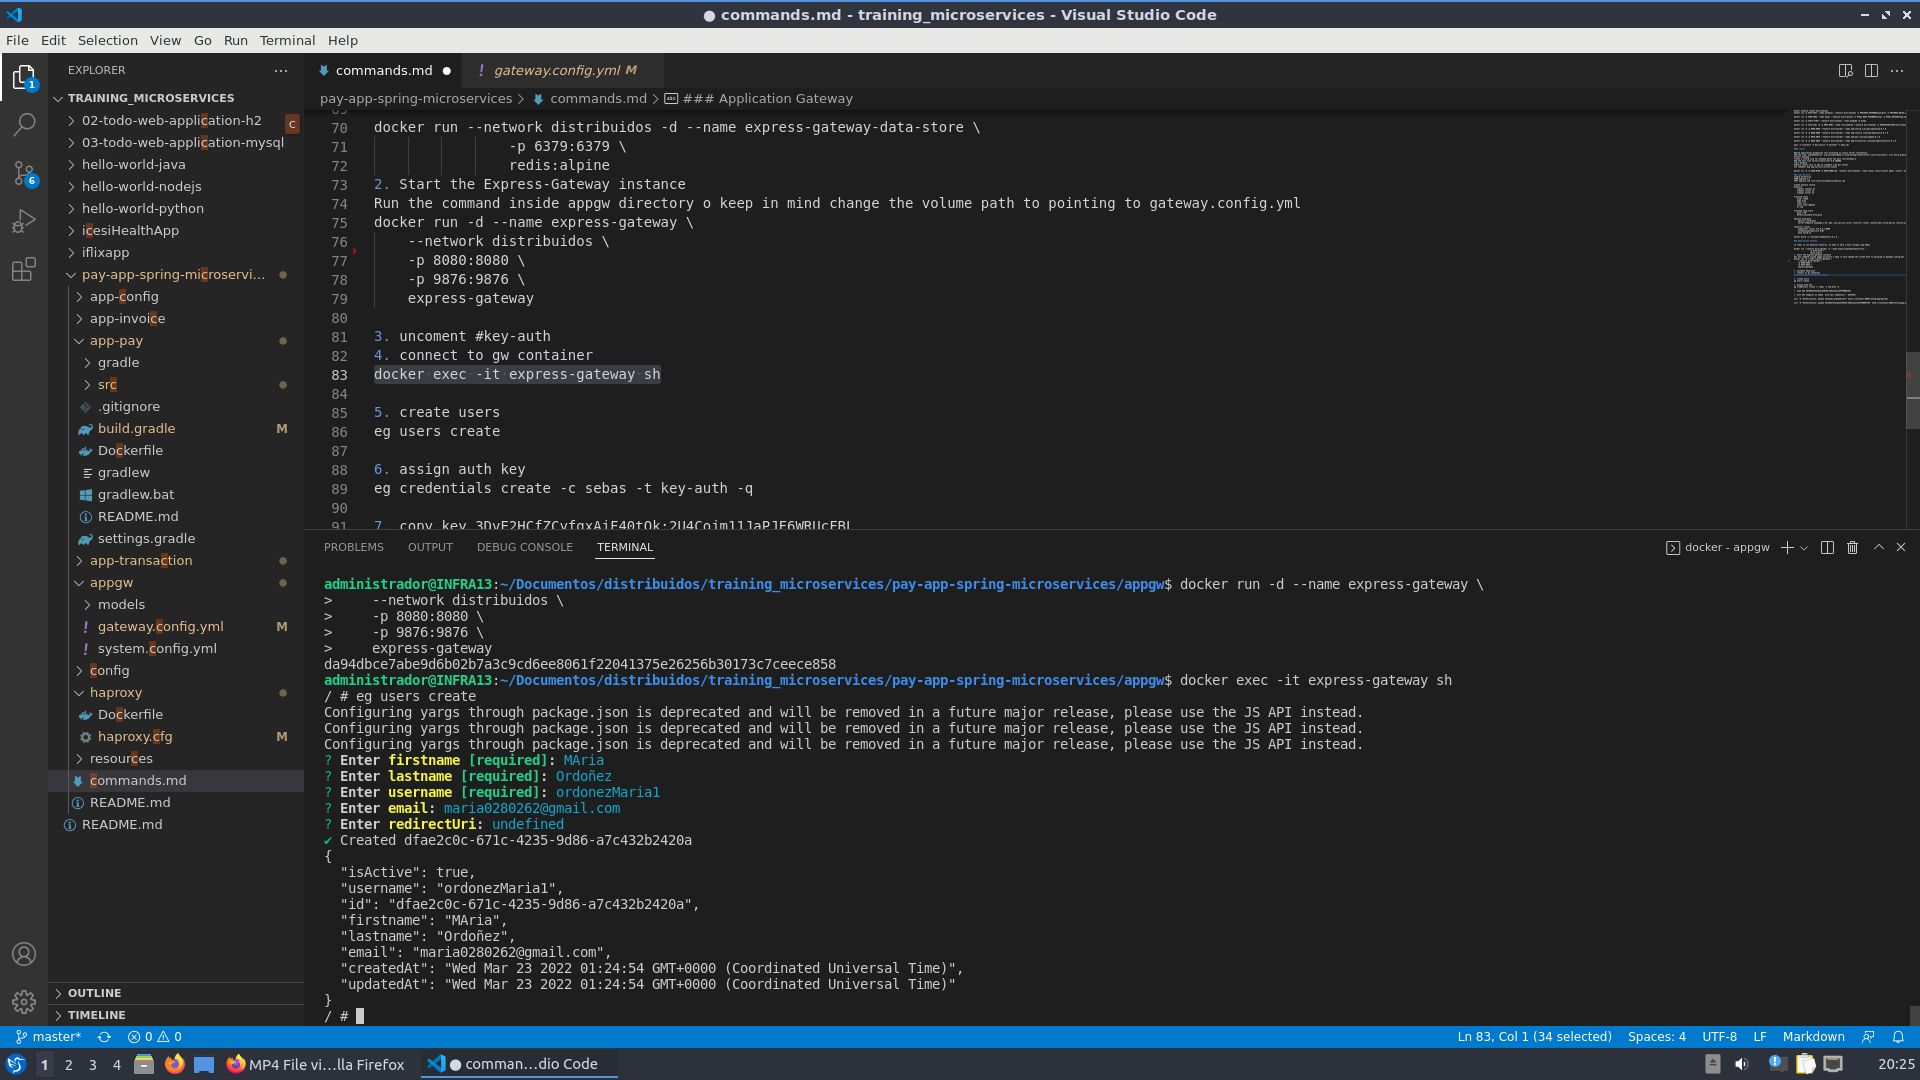 ● commands.md - training_microservices - Visual Studio Code
File Edit Selection View Go Run Terminal Help
EXPLORER
TRAINING_MICROSERVICES
02-todo-web-application-h2
c
03-todo-web-application-mysql
hello-world-java
hello-world-nodejs
hello-world-python
icesiHealthApp
iflixapp
pay-app-spring-microservi...
app-config
app-invoice
app-pay
gradle
src
.gitignore
build.gradle M
Dockerfile
gradlew
gradlew.bat
README.md
settings.gradle
app-transaction
appgw
models
gateway.config.yml M
system.config.yml
config
haproxy
Dockerfile
haproxy.cfg M
resources
commands.md
README.md
README.md
OUTLINE
TIMELINE
1
6
commands.md ● ! gateway.config.yml M
pay-app-spring-microservices > commands.md > ### Application Gateway
69
70 docker run --network distribuidos -d --name express-gateway-data-store \
71 -p 6379:6379 \
72 redis:alpine
73 2. Start the Express-Gateway instance
74 Run the command inside appgw directory o keep in mind change the volume path to pointing to gateway.config.yml
75 docker run -d --name express-gateway \
76 --network distribuidos \
77 -p 8080:8080 \
78 -p 9876:9876 \
79 express-gateway
80
81 3. uncoment #key-auth
82 4. connect to gw container
83 docker exec -it express-gateway sh
84
85 5. create users
86 eg users create
87
88 6. assign auth key
89 eg credentials create -c sebas -t key-auth -q
90
91 7. copy key
PROBLEMS OUTPUT DEBUG CONSOLE TERMINAL
docker - appgw
administrador@INFRA13:~/Documentos/distribuidos/training_microservices/pay-app-spring-microservices/appgw$ docker run -d --name express-gateway \
> --network distribuidos \
> -p 8080:8080 \
> -p 9876:9876 \
> express-gateway
da94dbce7abe9d6b02b7a3c9cd6ee8061f22041375e26256b30173c7ceece858
administrador@INFRA13:~/Documentos/distribuidos/training_microservices/pay-app-spring-microservices/appgw$ docker exec -it express-gateway sh
/ # eg users create
Configuring yargs through package.json is deprecated and will be removed in a future major release, please use the JS API instead.
Configuring yargs through package.json is deprecated and will be removed in a future major release, please use the JS API instead.
Configuring yargs through package.json is deprecated and will be removed in a future major release, please use the JS API instead.
? Enter firstname [required]: MAria
? Enter lastname [required]: Ordoñez
? Enter username [required]: ordonezMaria1
? Enter email: maria0280262@gmail.com
? Enter redirectUri: undefined
✔ Created dfae2c0c-671c-4235-9d86-a7c432b2420a
{
"isActive": true,
"username": "ordonezMaria1",
"id": "dfae2c0c-671c-4235-9d86-a7c432b2420a",
"firstname": "MAria",
"lastname": "Ordoñez",
"email": "maria0280262@gmail.com",
"createdAt": "Wed Mar 23 2022 01:24:54 GMT+0000 (Coordinated Universal Time)",
"updatedAt": "Wed Mar 23 2022 01:24:54 GMT+0000 (Coordinated Universal Time)"
}
/ #
master* 0 0 Ln 83, Col 1 (34 selected) Spaces: 4 UTF-8 LF Markdown
1 2 3 4 MP4 File vi...lla Firefox ● comman...dio Code 20:25